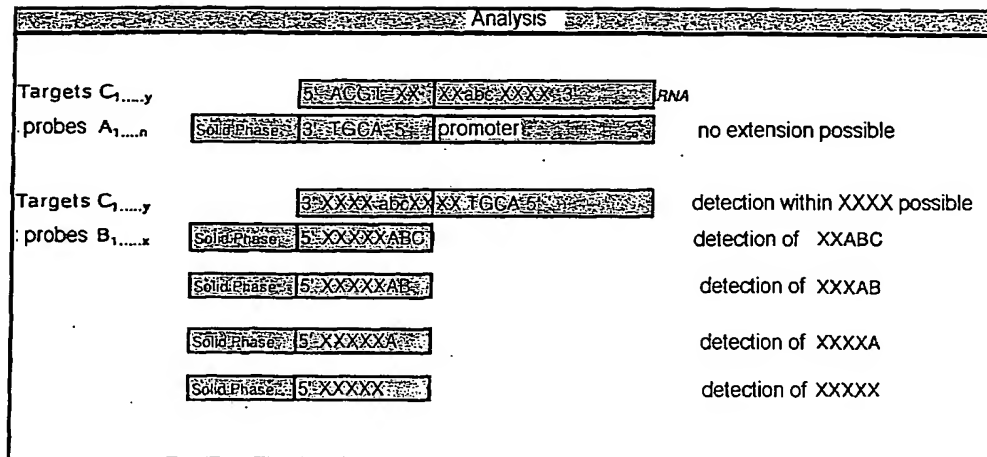 Analysis
Targets C1.....y 5' ACGT XX XXabc XXXX 3' RNA
probes A1.....n Solid Phase 3' TGCA 5' promoter no extension possible
Targets C1.....y 3' XXXX abcXX XX TGCA 5' detection within XXXX possible
: probes B1.....x Solid Phase 5' XXXXXABC detection of XXABC
Solid Phase 5' XXXXXAB detection of XXXAB
Solid Phase 5' XXXXXA detection of XXXXA
Solid Phase 5' XXXXX detection of XXXXX